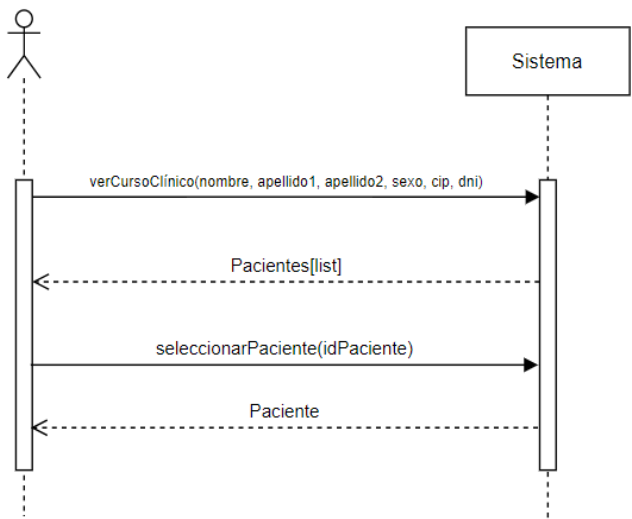 Sistema
verCursoClínico(nombre, apellido1, apellido2, sexo, cip, dni)
Pacientes[list]
seleccionarPaciente(idPaciente)
Paciente